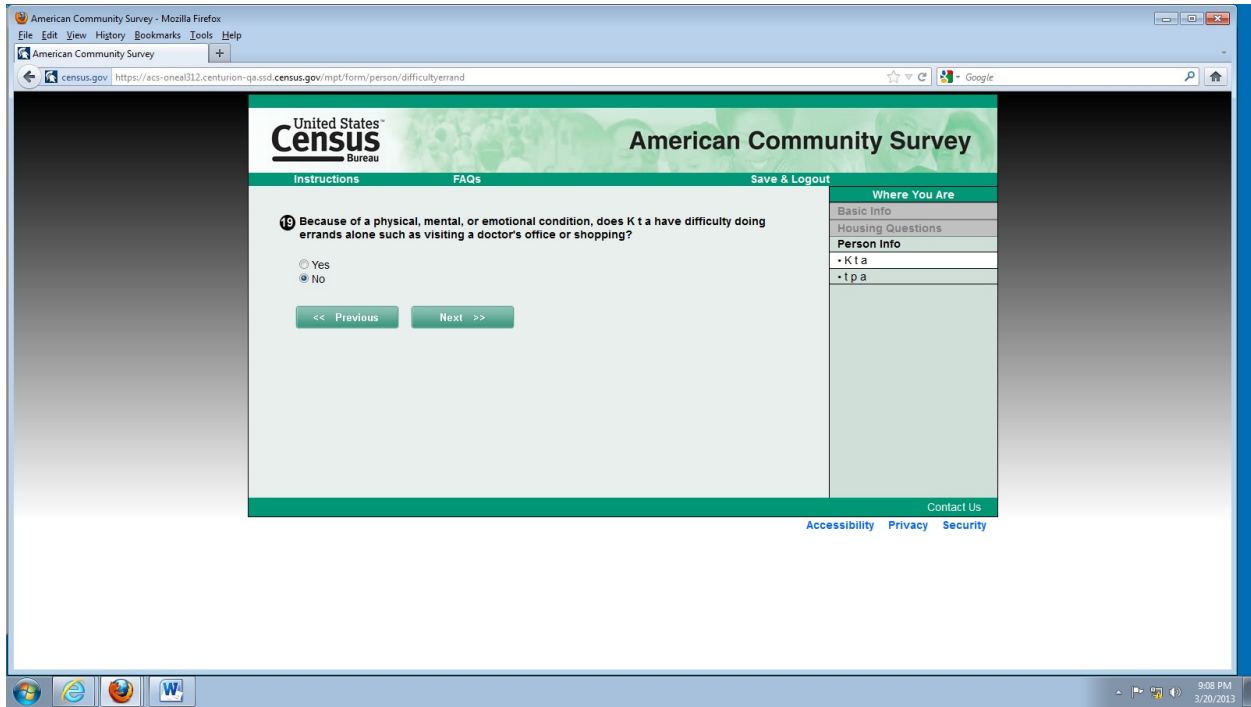 American Community Survey - Mozilla Firefox
File Edit View History Bookmarks Tools Help
American Community Survey +
census.gov https://acs-oneal312.centurion-qa.ssd.census.gov/mpt/form/person/difficultyerrand Google
United States™
Census
Bureau
American Community Survey
Instructions FAQs Save & Logout
Where You Are
Basic Info
Housing Questions
Person Info
• K t a
• t p a
19 Because of a physical, mental, or emotional condition, does K t a have difficulty doing
errands alone such as visiting a doctor's office or shopping?
Yes
No
<< Previous Next >>
Contact Us
Accessibility Privacy Security
9:08 PM
3/20/2013